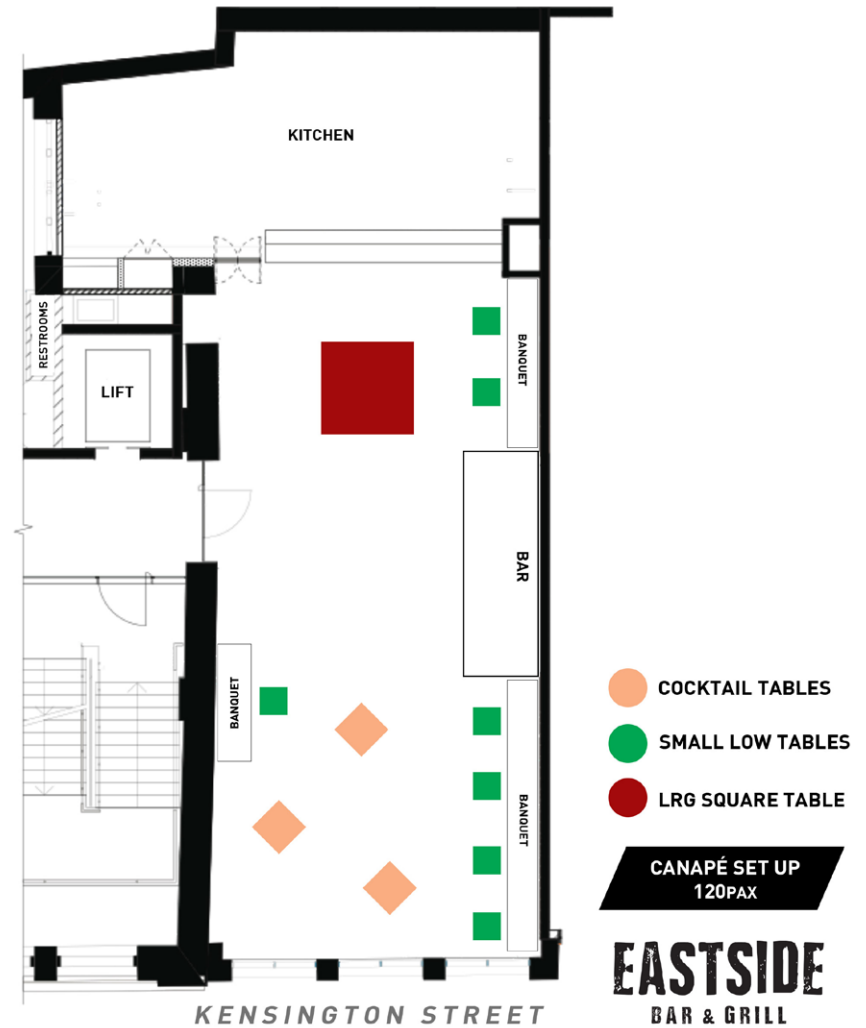 KITCHEN
RESTROOMS
LIFT
BANQUET
BAR
BANQUET
BANQUET
COCKTAIL TABLES
SMALL LOW TABLES
LRG SQUARE TABLE
CANAPÉ SET UP
120PAX
EASTSIDE
BAR & GRILL
KENSINGTON STREET